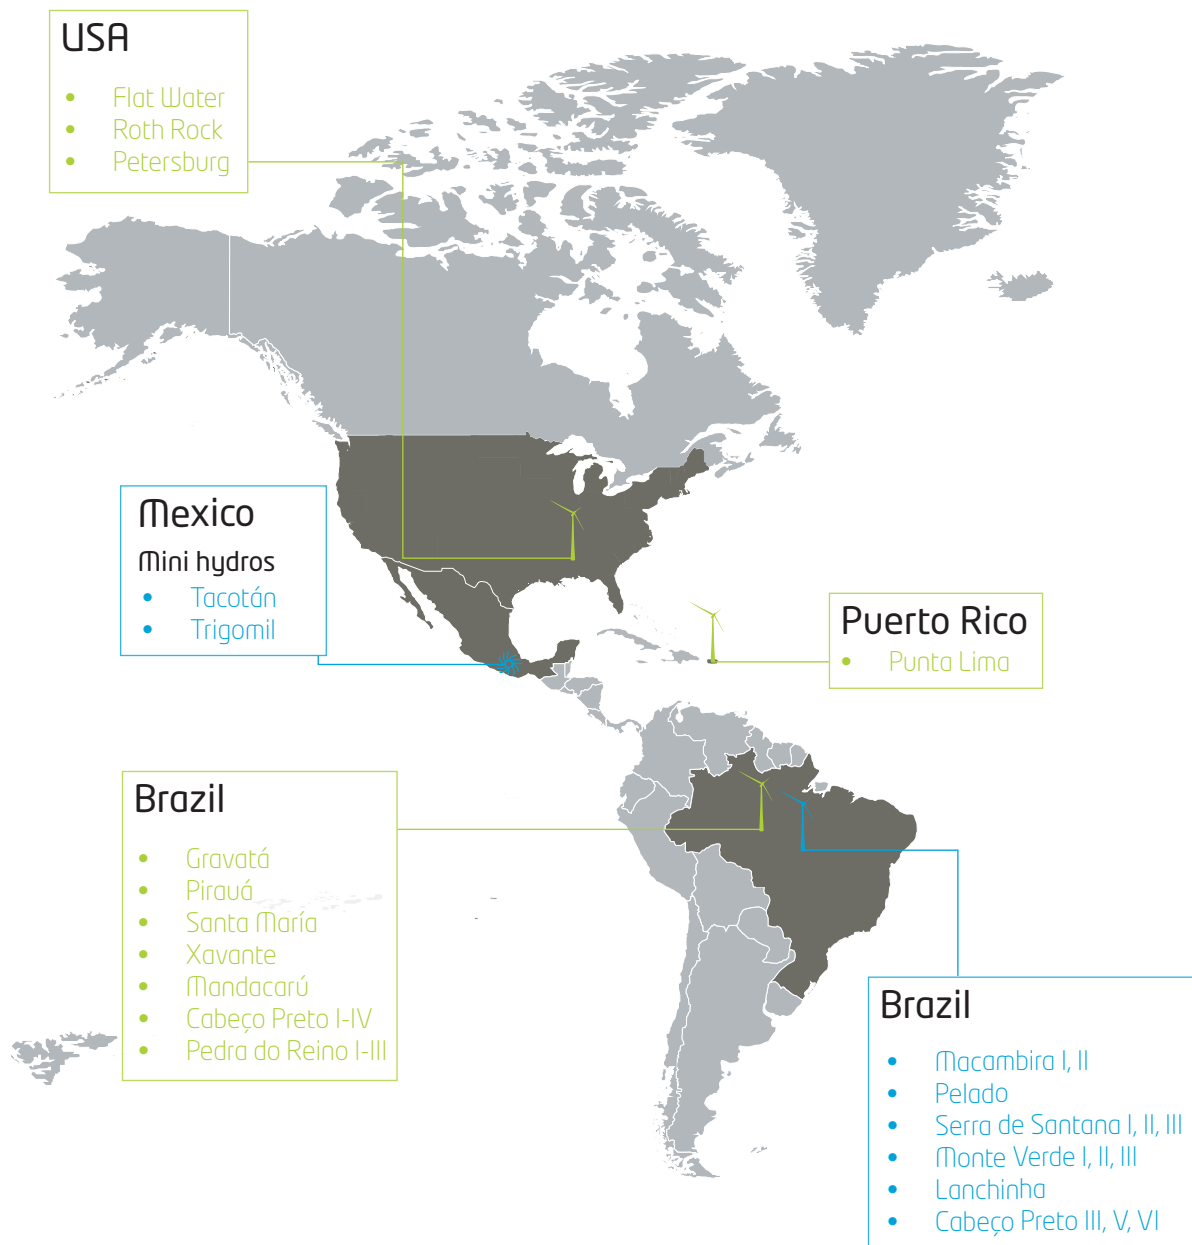 USA
• Flat Water
• Roth Rock
• Petersburg
Mexico
Mini hydros
• Tacotán
• Trigomil
Puerto Rico
• Punta Lima
Brazil
• Gravatá
• Pirauá
• Santa María
• Xavante
• Mandacarú
• Cabeço Preto I-IV
• Pedra do Reino I-III
Brazil
• Macambira I, II
• Pelado
• Serra de Santana I, II, III
• Monte Verde I, II, III
• Lanchinha
• Cabeço Preto III, V, VI